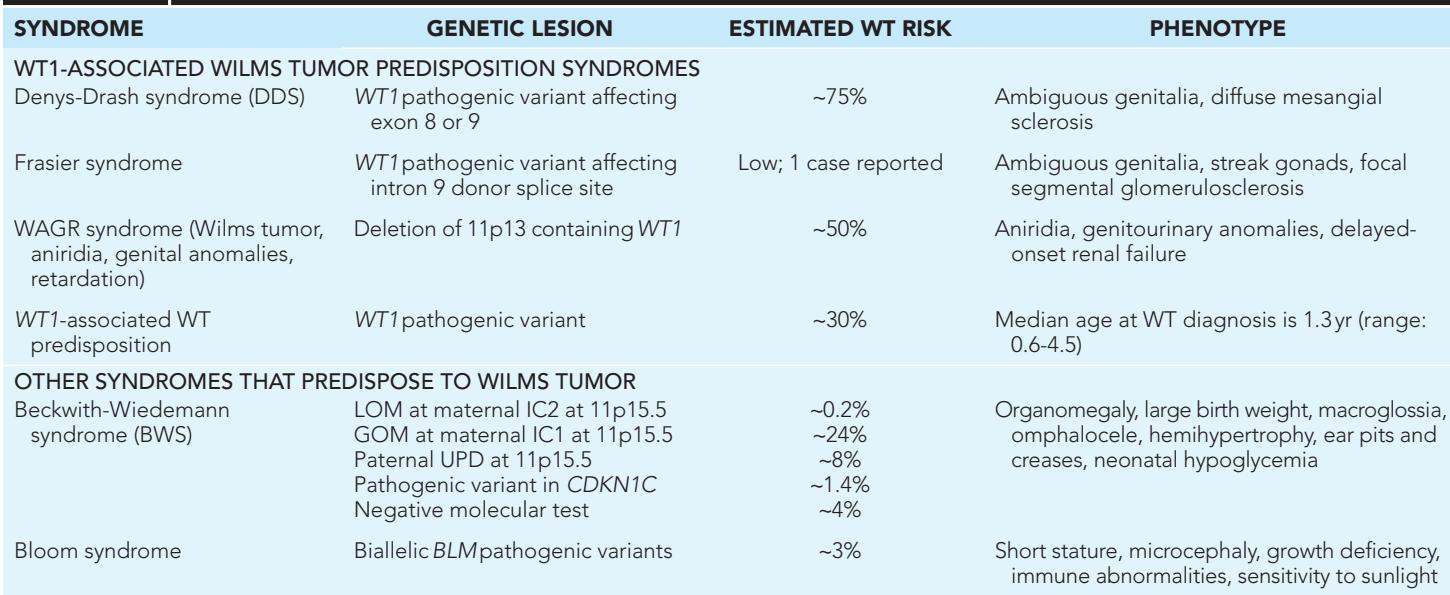 SYNDROME GENETIC LESION ESTIMATED WT RISK PHENOTYPE
WT1-ASSOCIATED WILMS TUMOR PREDISPOSITION SYNDROMES
Denys-Drash syndrome (DDS) WT1 pathogenic variant affecting ~75% Ambiguous genitalia, diffuse mesangial
exon 8 or 9 sclerosis
Frasier syndrome WT1 pathogenic variant affecting Low; 1 case reported Ambiguous genitalia, streak gonads, focal
intron 9 donor splice site segmental glomerulosclerosis
WAGR syndrome (Wilms tumor, Deletion of 11p13 containing WT1 ~50% Aniridia, genitourinary anomalies, delayed-
aniridia, genital anomalies, onset renal failure
retardation)
WT1-associated WT WT1 pathogenic variant ~30% Median age at WT diagnosis is 1.3 yr (range:
predisposition 0.6-4.5)
OTHER SYNDROMES THAT PREDISPOSE TO WILMS TUMOR
Beckwith-Wiedemann LOM at maternal IC2 at 11p15.5 ~0.2% Organomegaly, large birth weight, macroglossia,
syndrome (BWS) GOM at maternal IC1 at 11p15.5 ~24% omphalocele, hemihypertrophy, ear pits and
Paternal UPD at 11p15.5 ~8% creases, neonatal hypoglycemia
Pathogenic variant in CDKN1C ~1.4%
Negative molecular test ~4%
Bloom syndrome Biallelic BLM pathogenic variants ~3% Short stature, microcephaly, growth deficiency,
immune abnormalities, sensitivity to sunlight